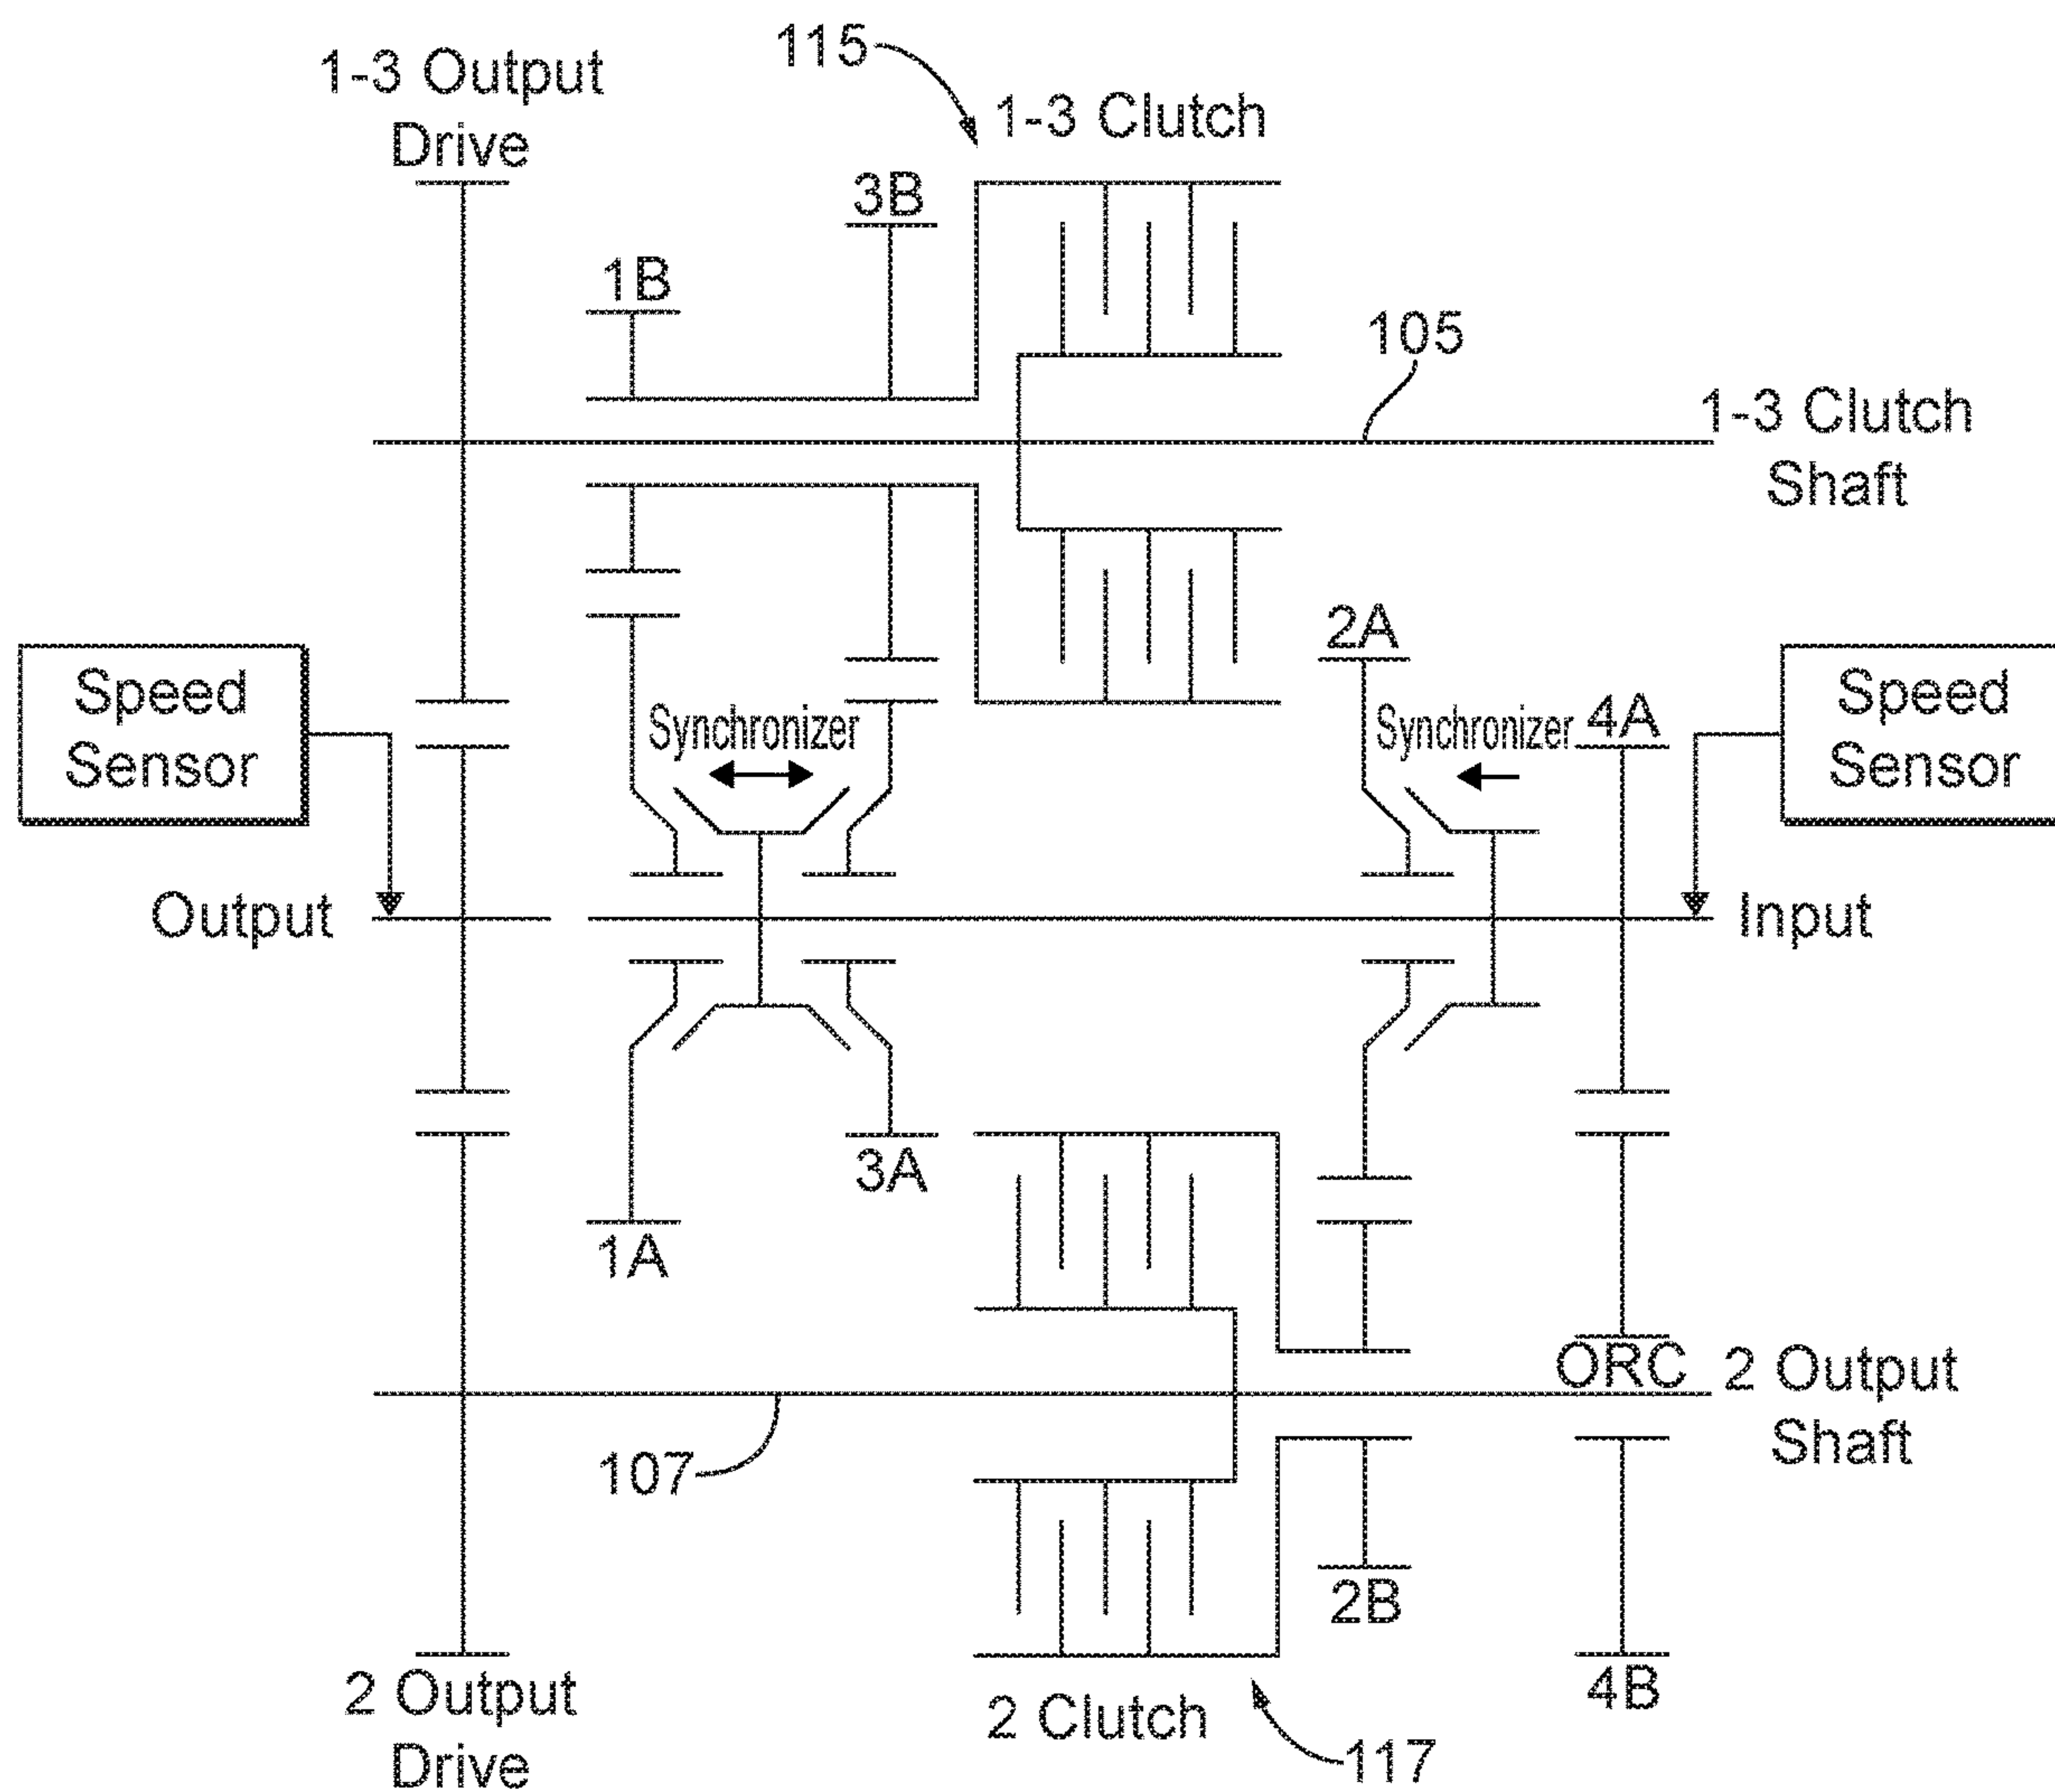 115
1-3 Output
Drive
1-3 Clutch
3B
1B
105
1-3 Clutch
Shaft
2A
Speed
Sensor
Synchronizer
Synchronizer
4A
Speed
Sensor
Output
Input
3A
1A
ORC
2 Output
Shaft
107
2B
2 Output
Drive
2 Clutch
4B
117